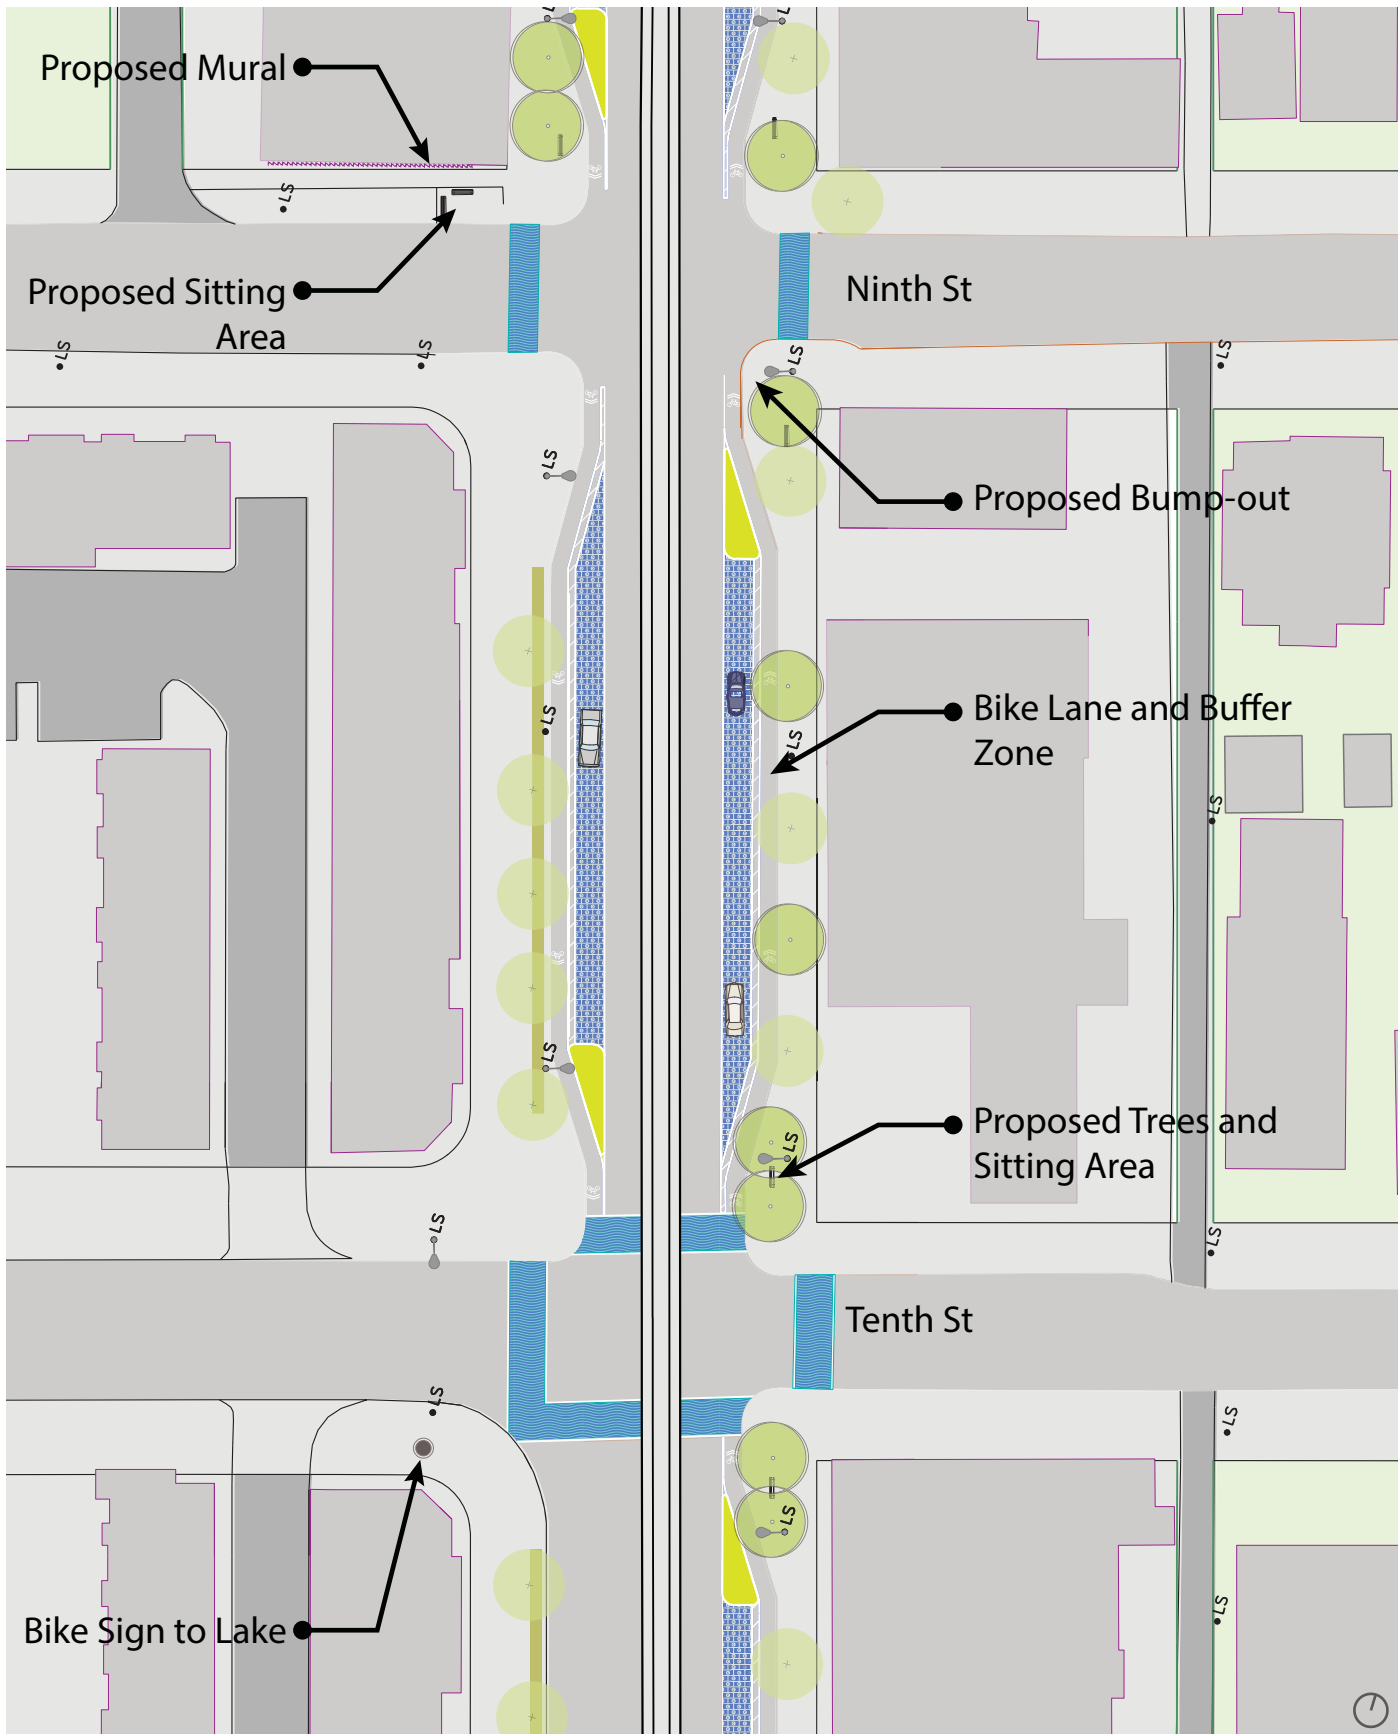 LS
LS
Proposed Mural
LS
Proposed Sitting
Area
Ninth St
LS
LS
LS
LS
LS
Proposed Bump-out
Bike Lane and Buffer
Zone
LS
LS
LS
LS
Proposed Trees and
Sitting Area
LS
LS
LS
Tenth St
LS
LS
LS
LS
Bike Sign to Lake